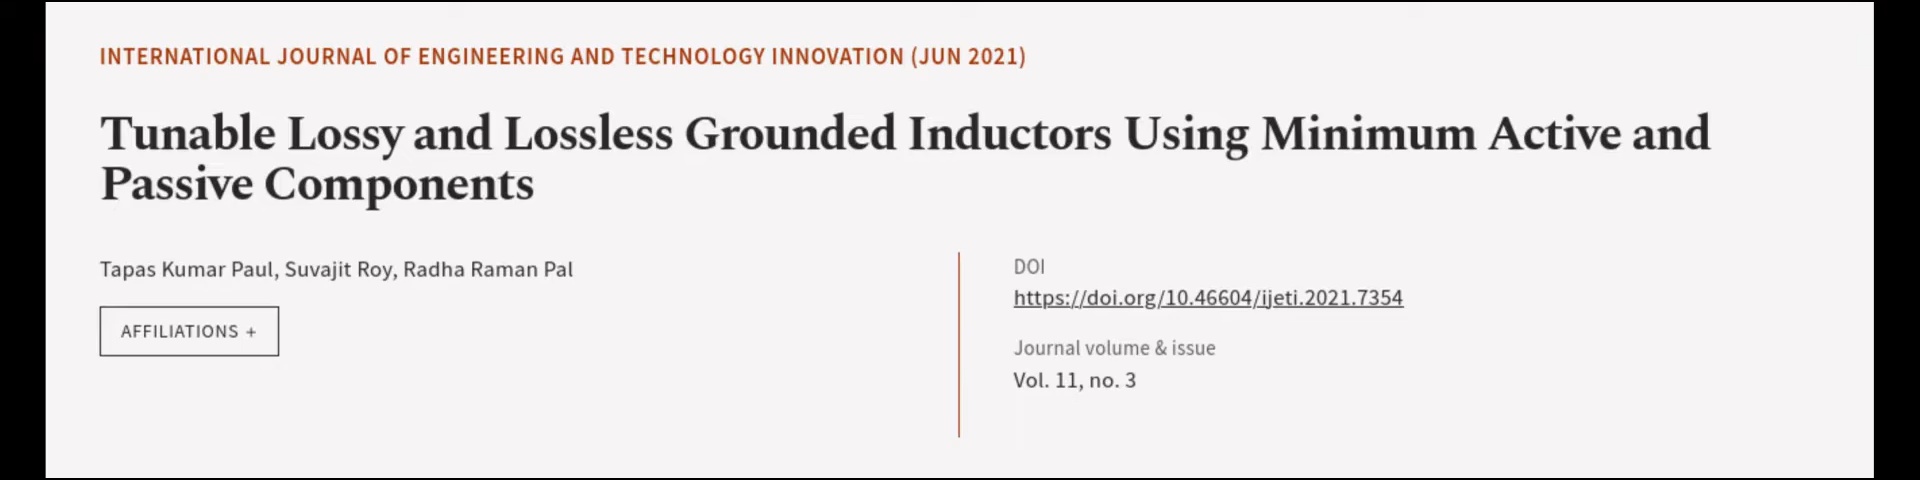 INTERNATIONAL JOURNAL OF ENGINEERING AND TECHNOLOGY INNOVATION (JUN 2021)
Tunable Lossy and Lossless Grounded Inductors Using Minimum Active and
Passive Components
Tapas Kumar Paul, Suvajit Roy, Radha Raman Pal
AFFILIATIONS +
DOI
https://doi.org/10.46604/ijeti.2021.7354
Journal volume & issue
Vol. 11, no. 3